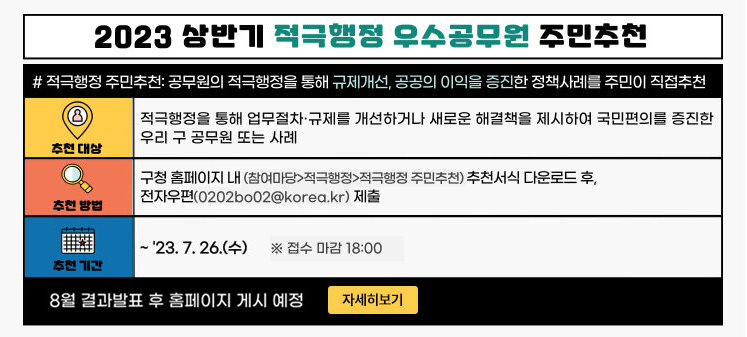 2023 상반기 적극행정 우수공무원 주민추천
# 적극행정 주민추천: 공무원의 적극행정을 통해 규제개선, 공공의 이익을 증진한 정책사례를 주민이 직접추천
추천 대상
적극행정을 통해 업무절차·규제를 개선하거나 새로운 해결책을 제시하여 국민편의를 증진한
우리 구 공무원 또는 사례
추천 방법
구청 홈페이지 내 (참여마당>적극행정>적극행정 주민추천) 추천서식 다운로드 후,
전자우편(0202bo02@korea.kr) 제출
추천 기간
~ '23. 7. 26.(수) ※ 접수 마감 18:00
8월 결과발표 후 홈페이지 게시 예정 자세히보기